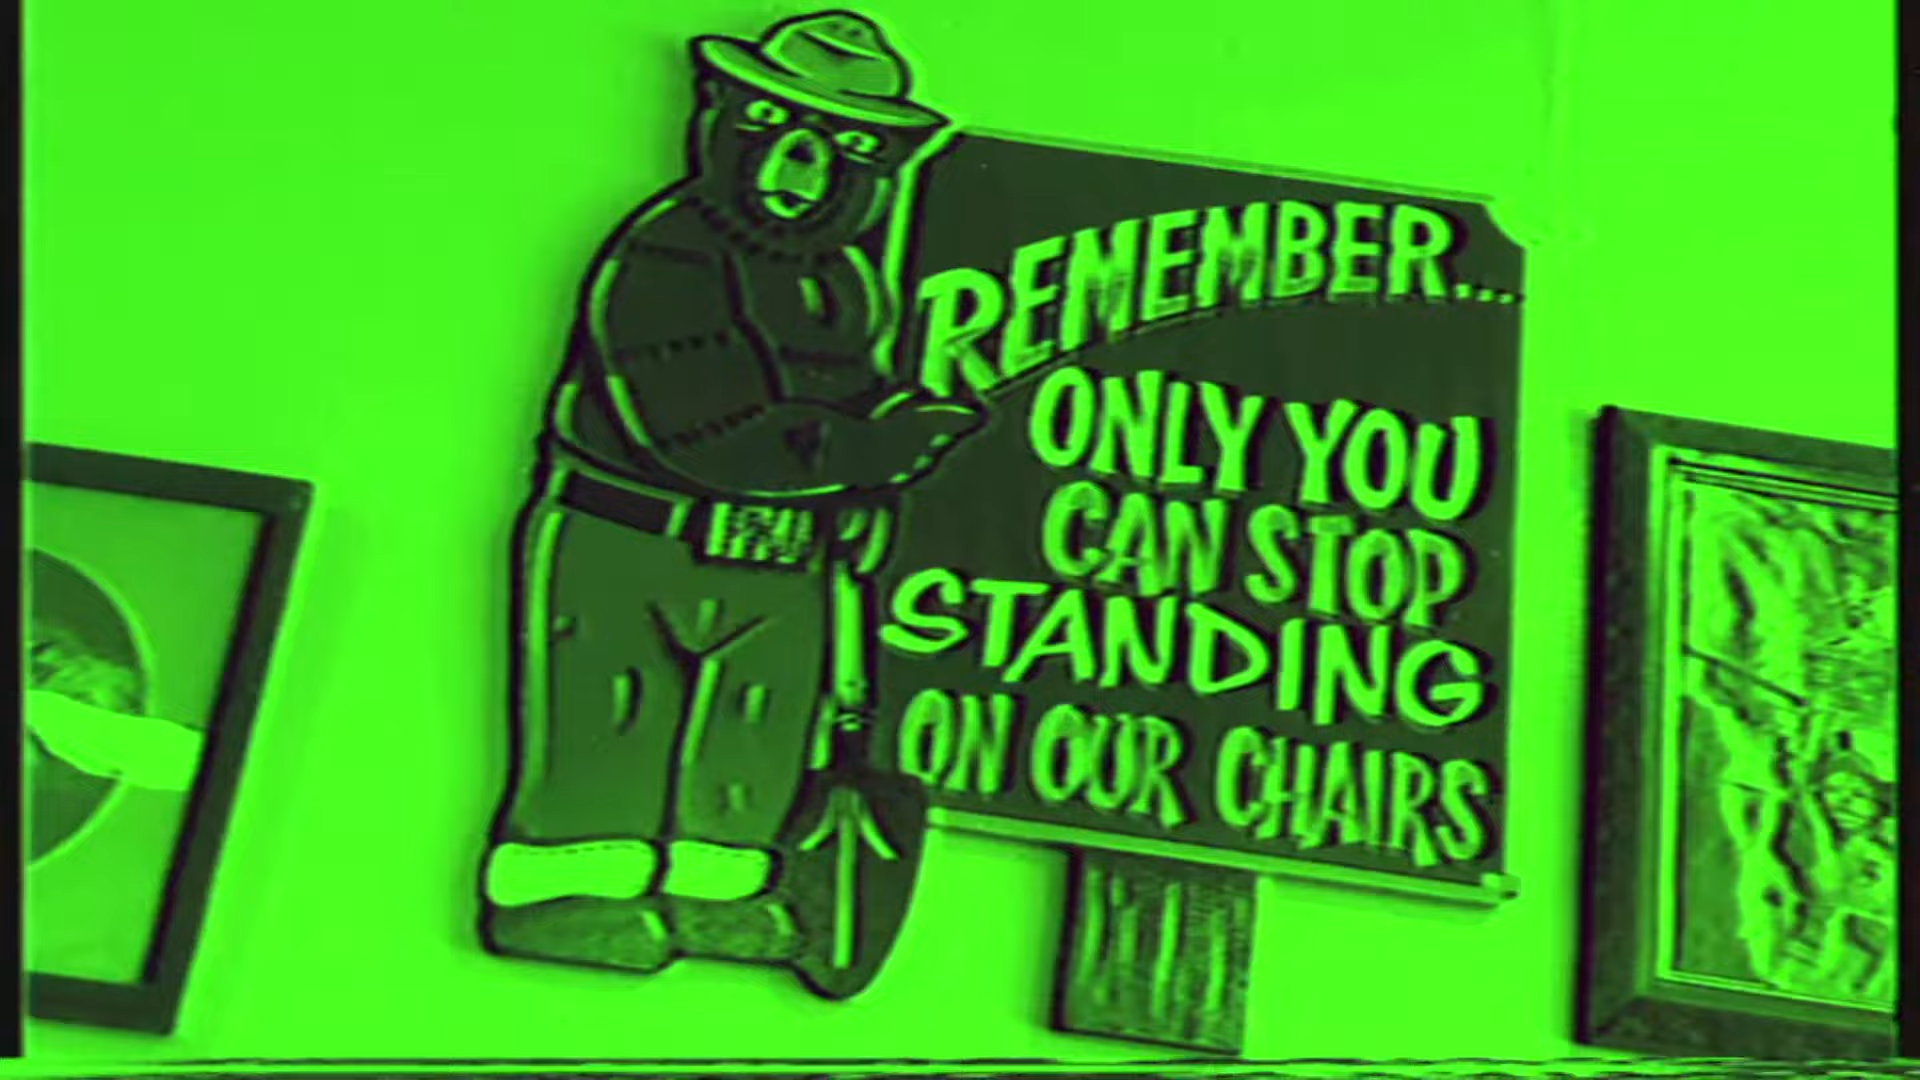 REMEMBER...
ONLY YOU
CAN STOP
STANDING
ON OUR CHAIRS